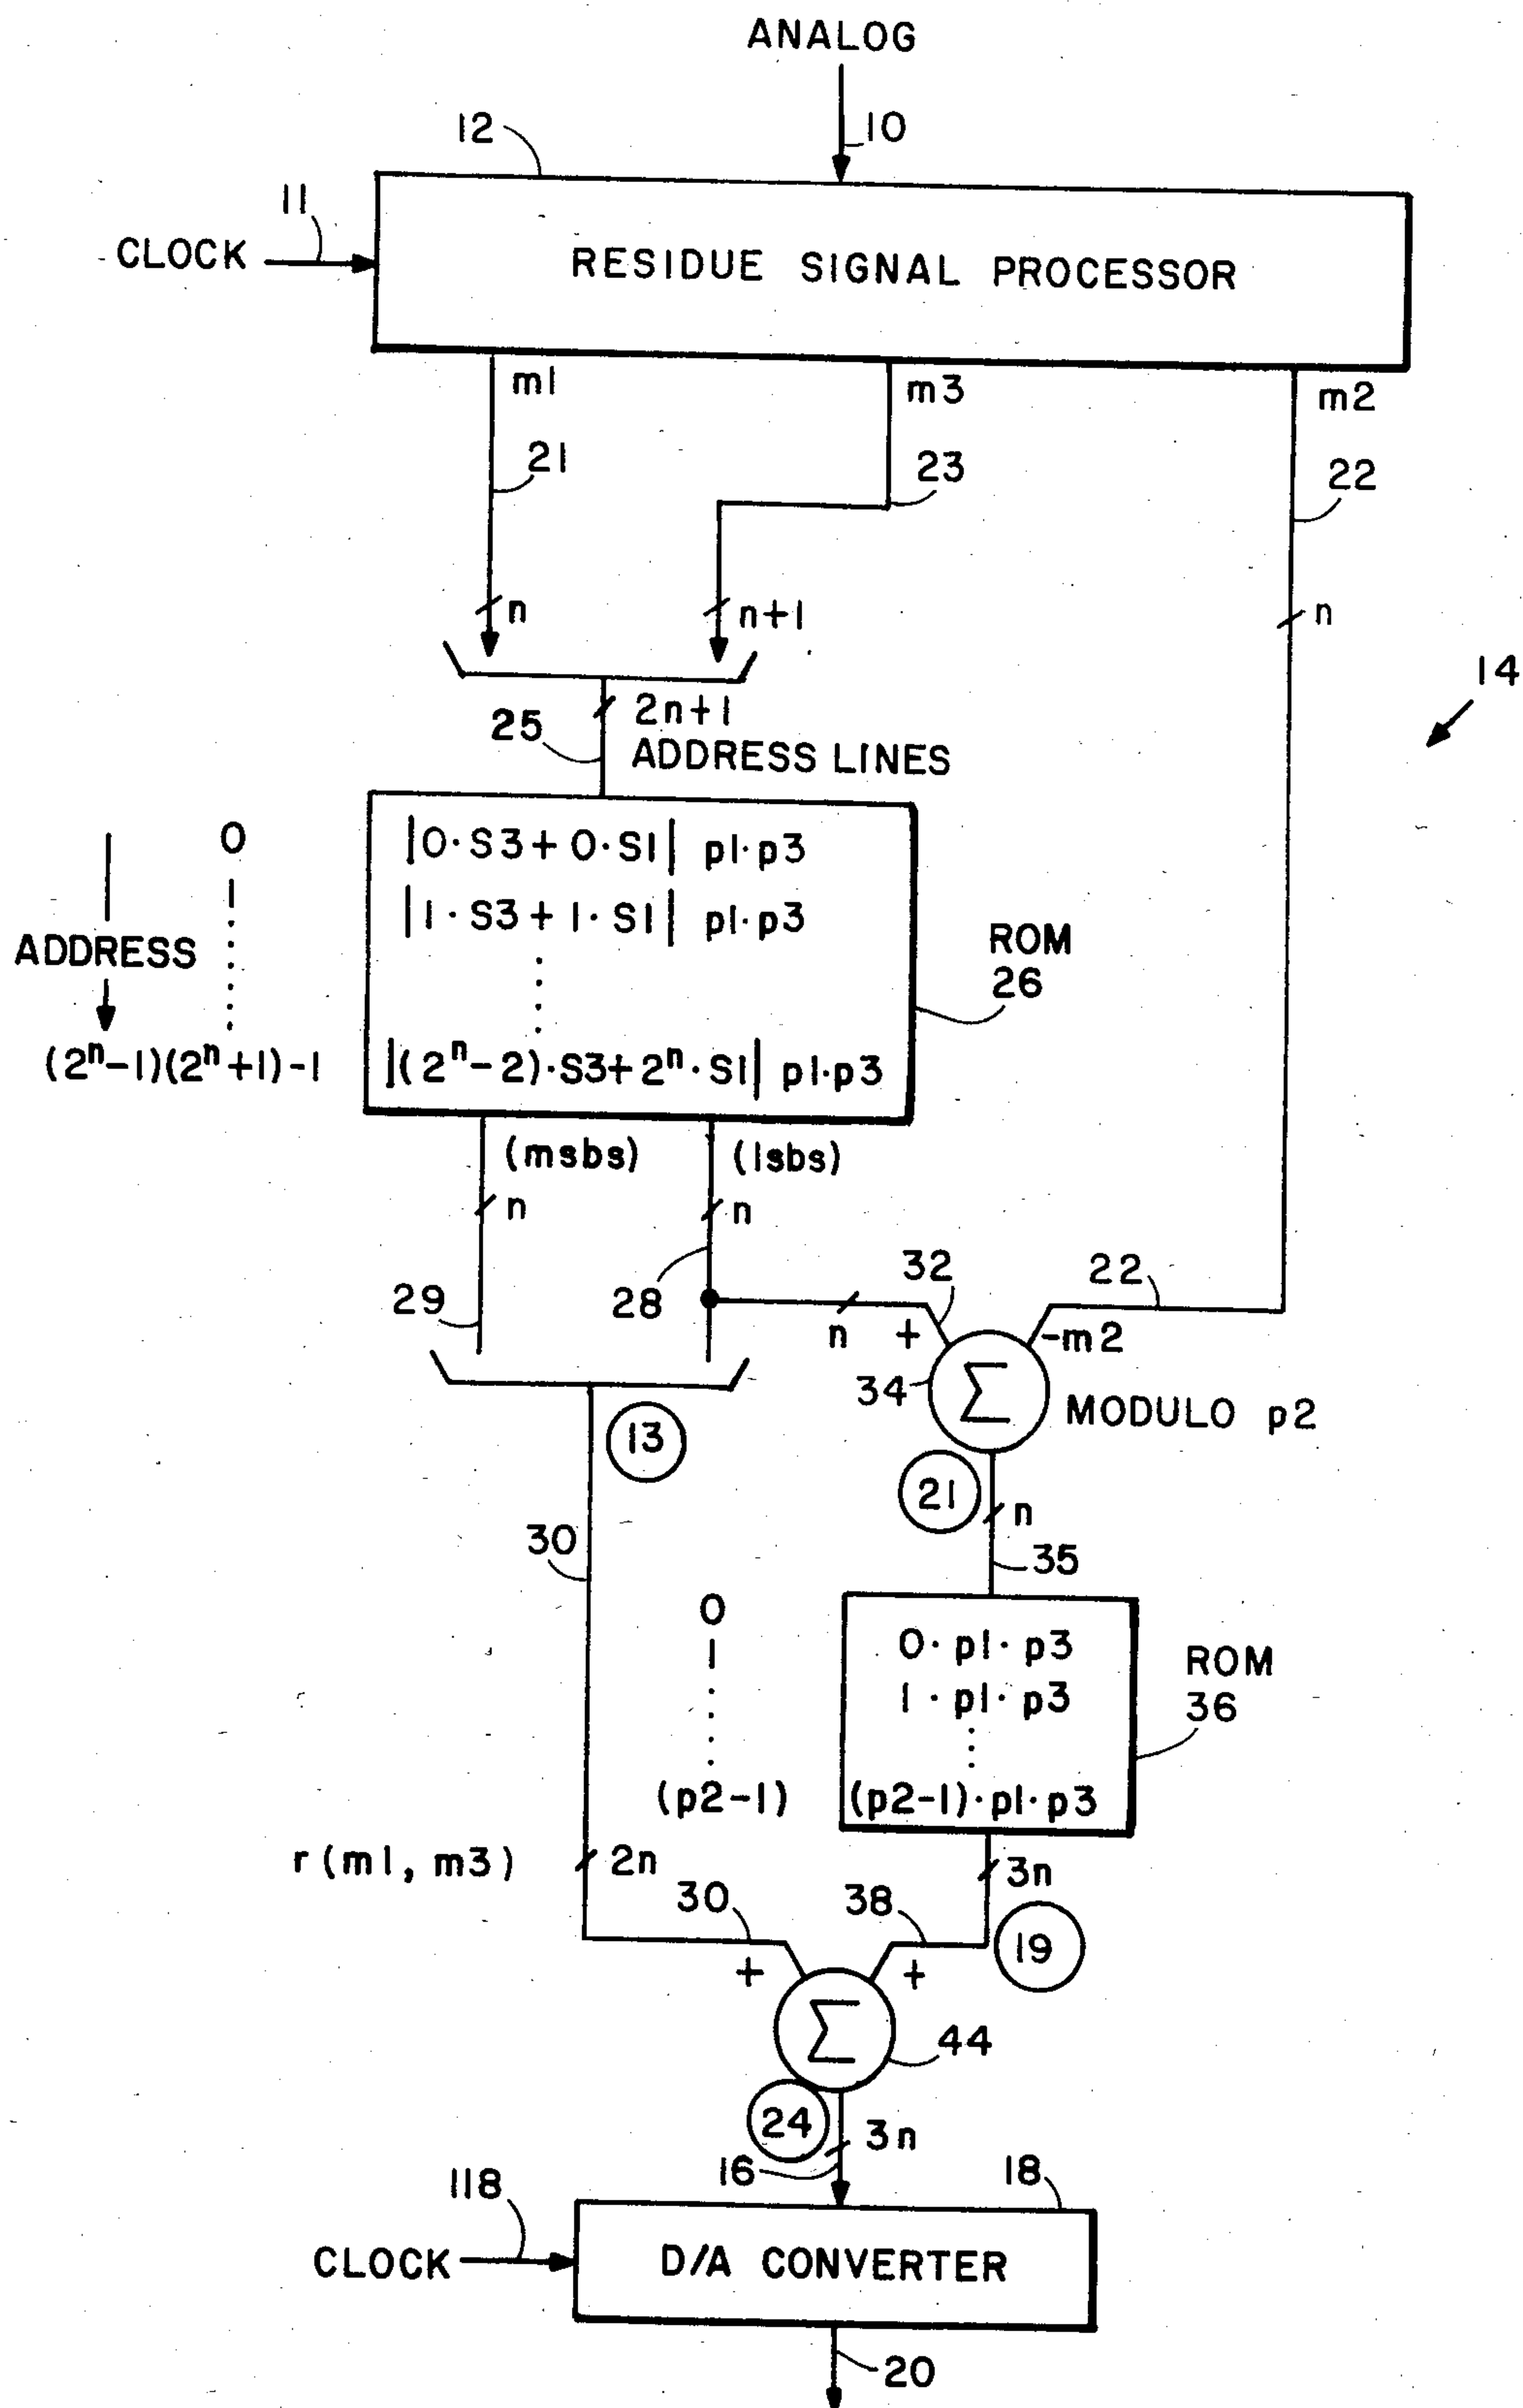 ANALOG
10
12
11
CLOCK
RESIDUE SIGNAL PROCESSOR
m1
m3
m2
21
23
22
n
n+1
n
14
25
2n+1
ADDRESS LINES
0
|0·S3+0·S1| p1·p3
1
|1·S3+1·S1| p1·p3
ADDRESS
ROM
26
(2ⁿ-1)(2ⁿ+1)-1
|(2ⁿ-2)·S3+2ⁿ·S1| p1·p3
(msbs)
(lsbs)
n
n
29
28
32
22
n
+
-m2
34
Σ
MODULO p2
13
21
n
30
35
0
0·p1·p3
1
1·p1·p3
ROM
36
(p2-1)
(p2-1)·p1·p3
r(m1, m3)
2n
3n
30
38
19
+
+
Σ
44
24
3n
16
118
18
CLOCK
D/A CONVERTER
20